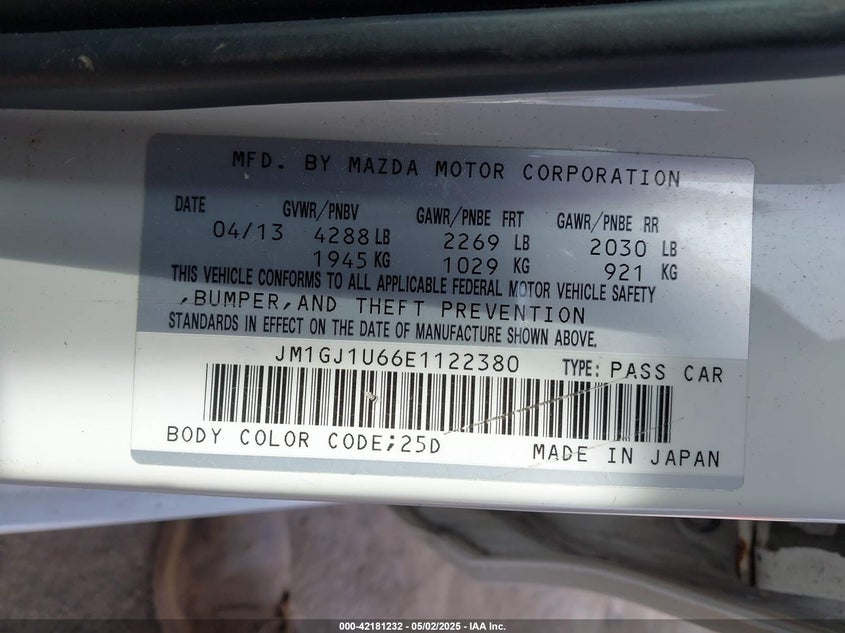 MFD. BY MAZDA MOTOR CORPORATION
DATE GVWR/PNBV GAWR/PNBE FRT GAWR/PNBE RR
04/13 4288 LB 2269 LB 2030 LB
1945 KG 1029 KG 921 KG
THIS VEHICLE CONFORMS TO ALL APPLICABLE FEDERAL MOTOR VEHICLE SAFETY
,BUMPER,AND THEFT PREVENTION
STANDARDS IN EFFECT ON THE DATE OF MANUFACTURE SHOWN ABOVE.
JM1GJ1U66E1122380 TYPE: PASS CAR
BODY COLOR CODE;25D MADE IN JAPAN
000-42181232 - 05/02/2025 - IAA Inc.